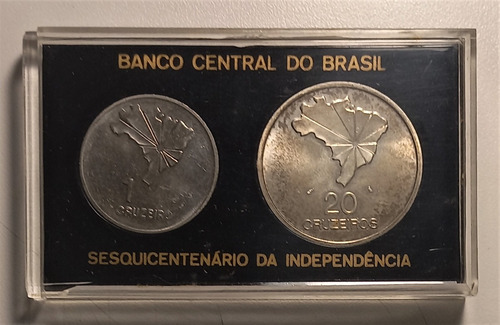 BANCO CENTRAL DO BRASIL
1
CRUZEIRO
20
CRUZEIROS
SESQUICENTENÁRIO DA INDEPENDÊNCIA